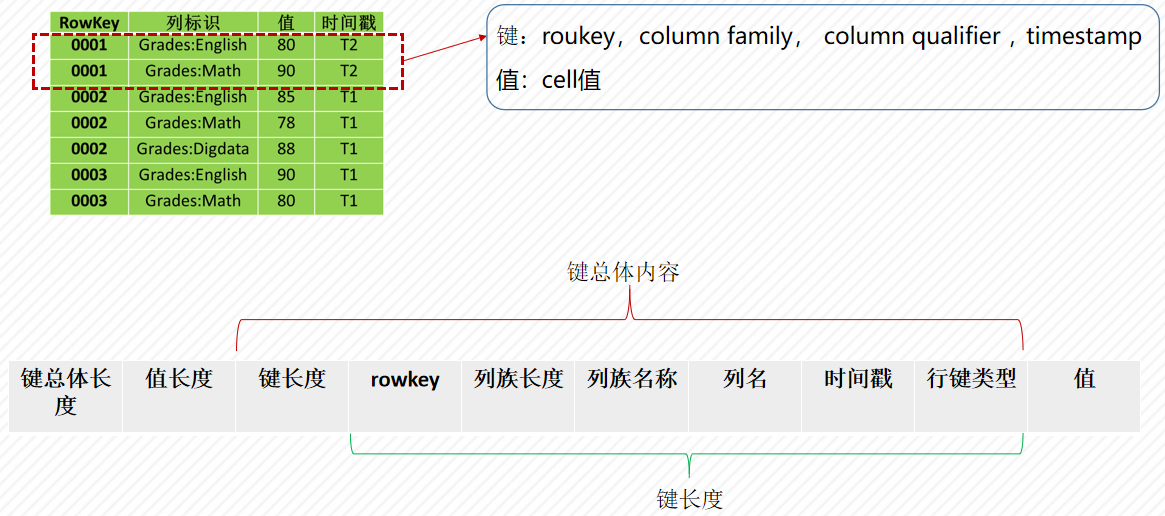 RowKey 列标识 值 时间戳
0001 Grades:English 80 T2
0001 Grades:Math 90 T2
0002 Grades:English 85 T1
0002 Grades:Math 78 T1
0002 Grades:Digdata 88 T1
0003 Grades:English 90 T1
0003 Grades:Math 80 T1
键：roukey，column family， column qualifier ，timestamp
值：cell值
键总体内容
键总体长度 值长度 键长度 rowkey 列族长度 列族名称 列名 时间戳 行键类型 值
键长度